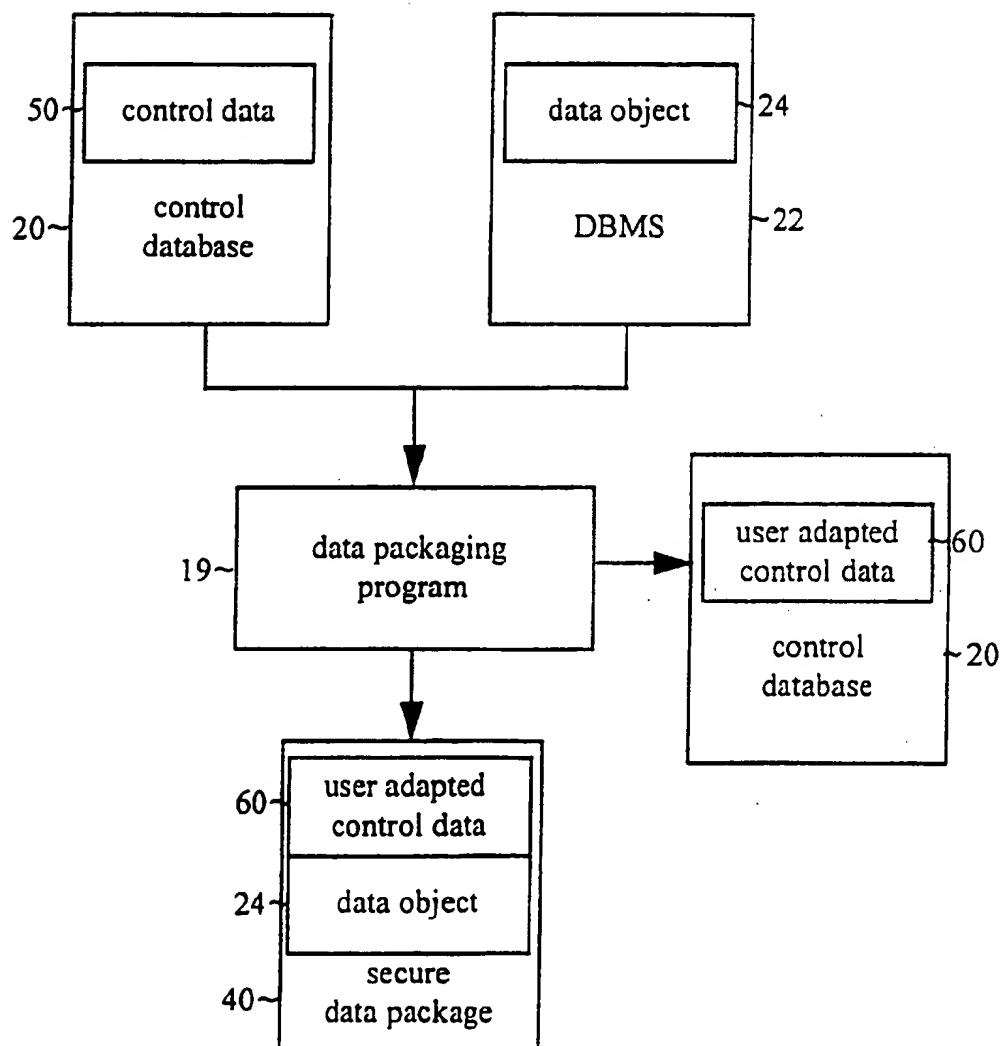 50 control data
data object 24
20 control
database
DBMS 22
19 data packaging
program
user adapted 60
control data
control 20
database
60 user adapted
control data
24 data object
secure
40 data package